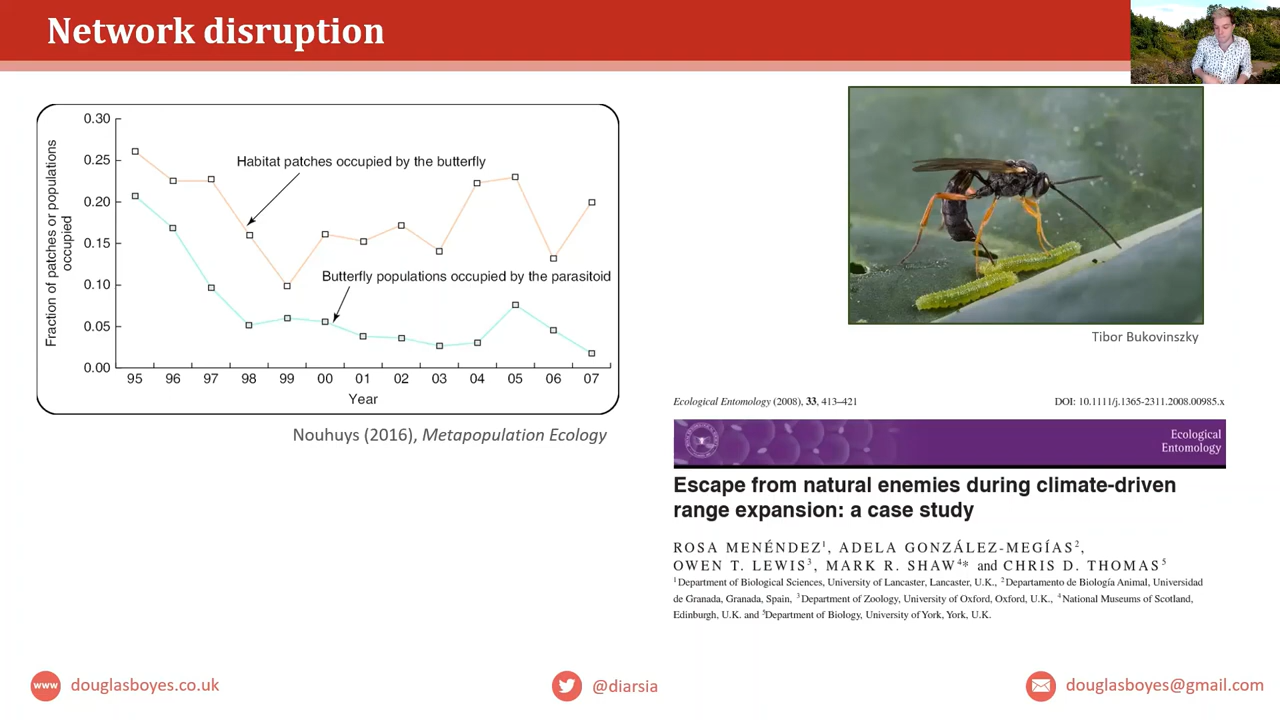 Network disruption
0.30
0.25
0.20
0.15
0.10
0.05
0.00
Fraction of patches or populations
occupied
Habitat patches occupied by the butterfly
Butterfly populations occupied by the parasitoid
95 96 97 98 99 00 01 02 03 04 05 06 07
Year
Nouhuys (2016), Metapopulation Ecology
Tibor Bukovinszky
Ecological Entomology (2008), 33, 413–421 DOI: 10.1111/j.1365-2311.2008.00985.x
Ecological
Entomology
Escape from natural enemies during climate-driven
range expansion: a case study
ROSA MENÉNDEZ1, ADELA GONZÁLEZ-MEGÍAS2,
OWEN T. LEWIS3, MARK R. SHAW4* and CHRIS D. THOMAS5
1Department of Biological Sciences, University of Lancaster, Lancaster, U.K., 2Departamento de Biología Animal, Universidad
de Granada, Granada, Spain, 3Department of Zoology, University of Oxford, Oxford, U.K., 4National Museums of Scotland,
Edinburgh, U.K. and 5Department of Biology, University of York, York, U.K.
www douglasboyes.co.uk
@diarsia
douglasboyes@gmail.com